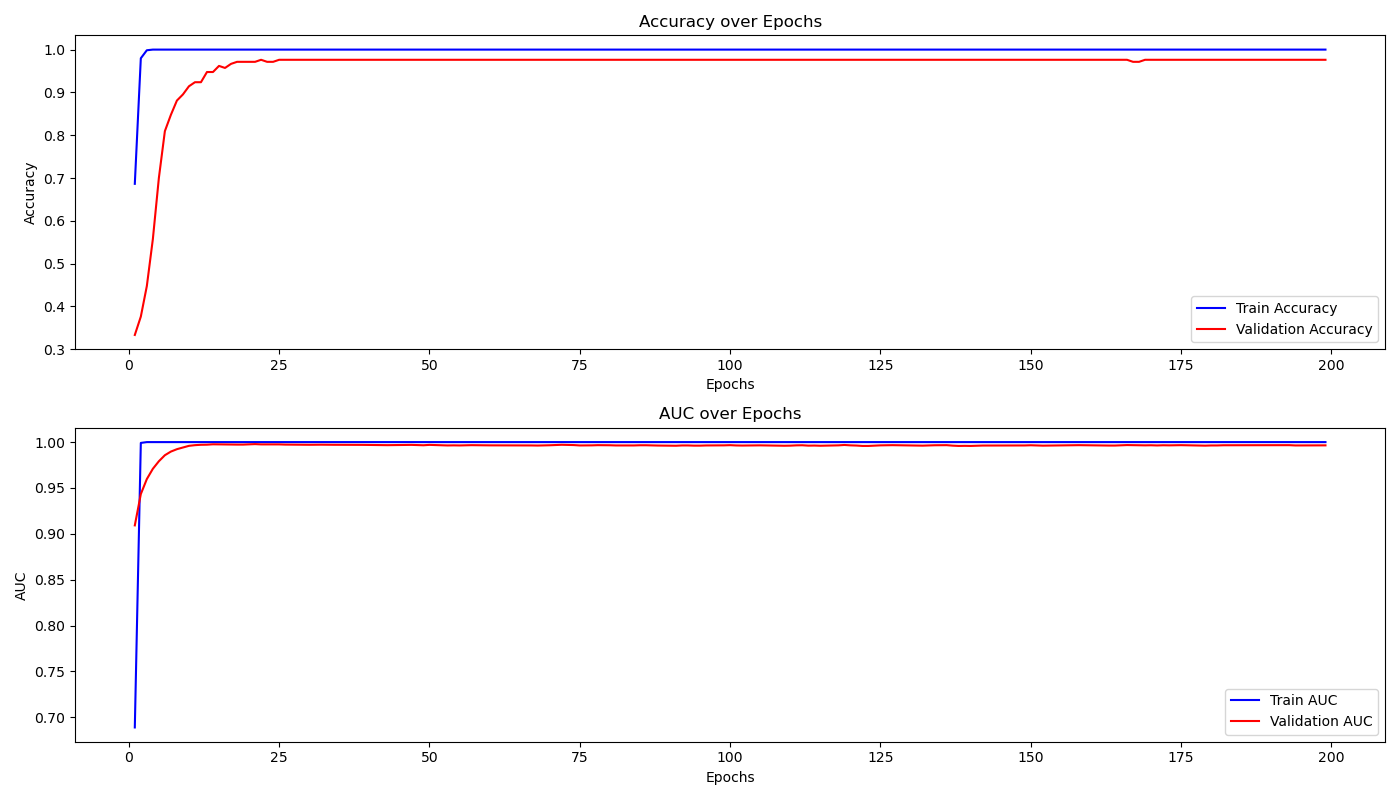 Accuracy over Epochs
1.0
0.9
0.8
0.7
0.6
0.5
0.4
0.3
Accuracy
Train Accuracy
Validation Accuracy
0 25 50 75 100 125 150 175 200
Epochs
AUC over Epochs
1.00
0.95
0.90
0.85
0.80
0.75
0.70
AUC
Train AUC
Validation AUC
0 25 50 75 100 125 150 175 200
Epochs